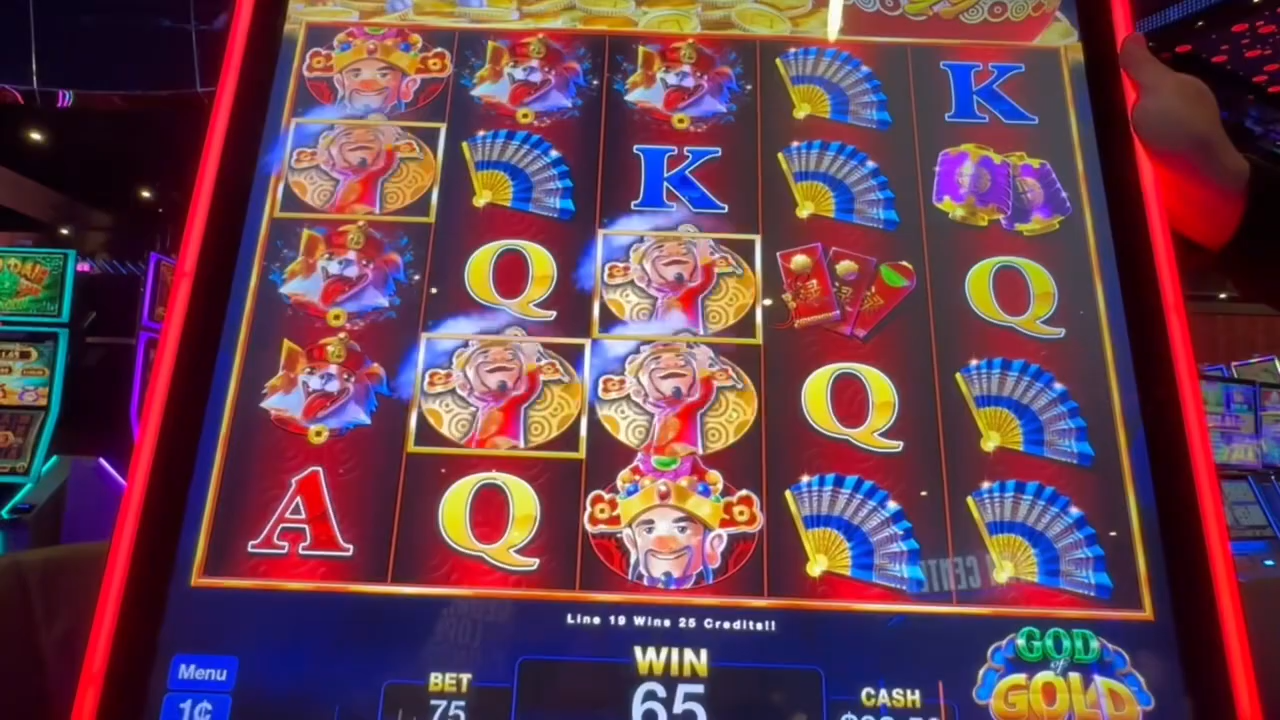 K
K
Q
Q
Q
A
Q
Line 19 Wins 25 Credits!!
Menu
1¢
BET
75
WIN
65
CASH
GOD
of
GOLD